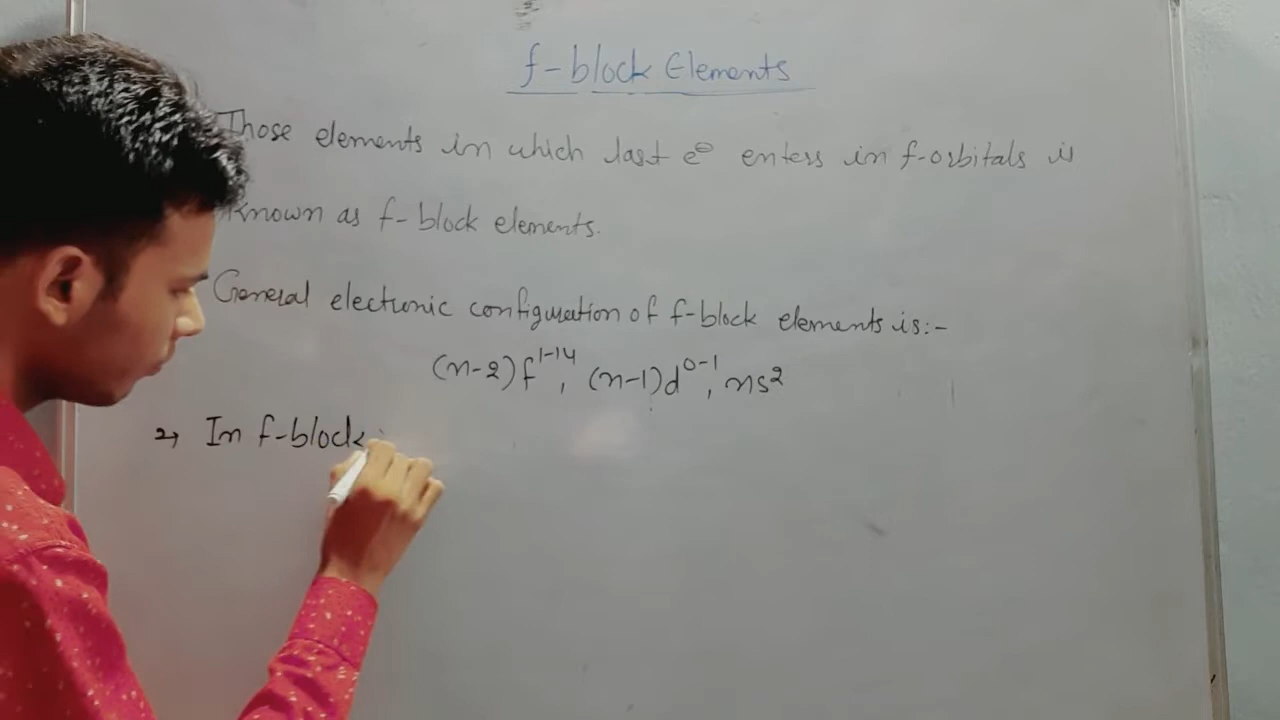 f-block Elements
Those elements in which last e⊖ enters in f-orbitals is
Known as f-block elements.
General electronic configuration of f-block elements is:-
(n-2)f¹⁻¹⁴, (n-1)d⁰⁻¹, ns²
→ In f-block